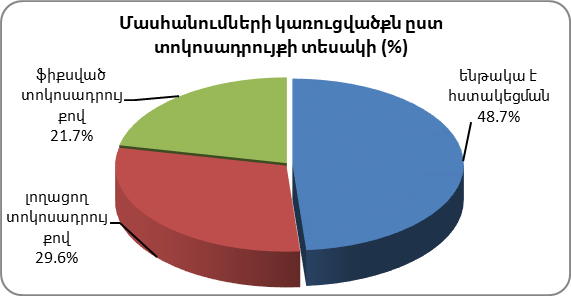 Մասհանումների կառուցվածքն ըստ
տոկոսադրույքի տեսակի (%)
ֆիքսված
տոկոսադրույ
քով
21.7%
ենթակա է
հստակեցման
48.7%
լողացող
տոկոսադրույ
քով
29.6%